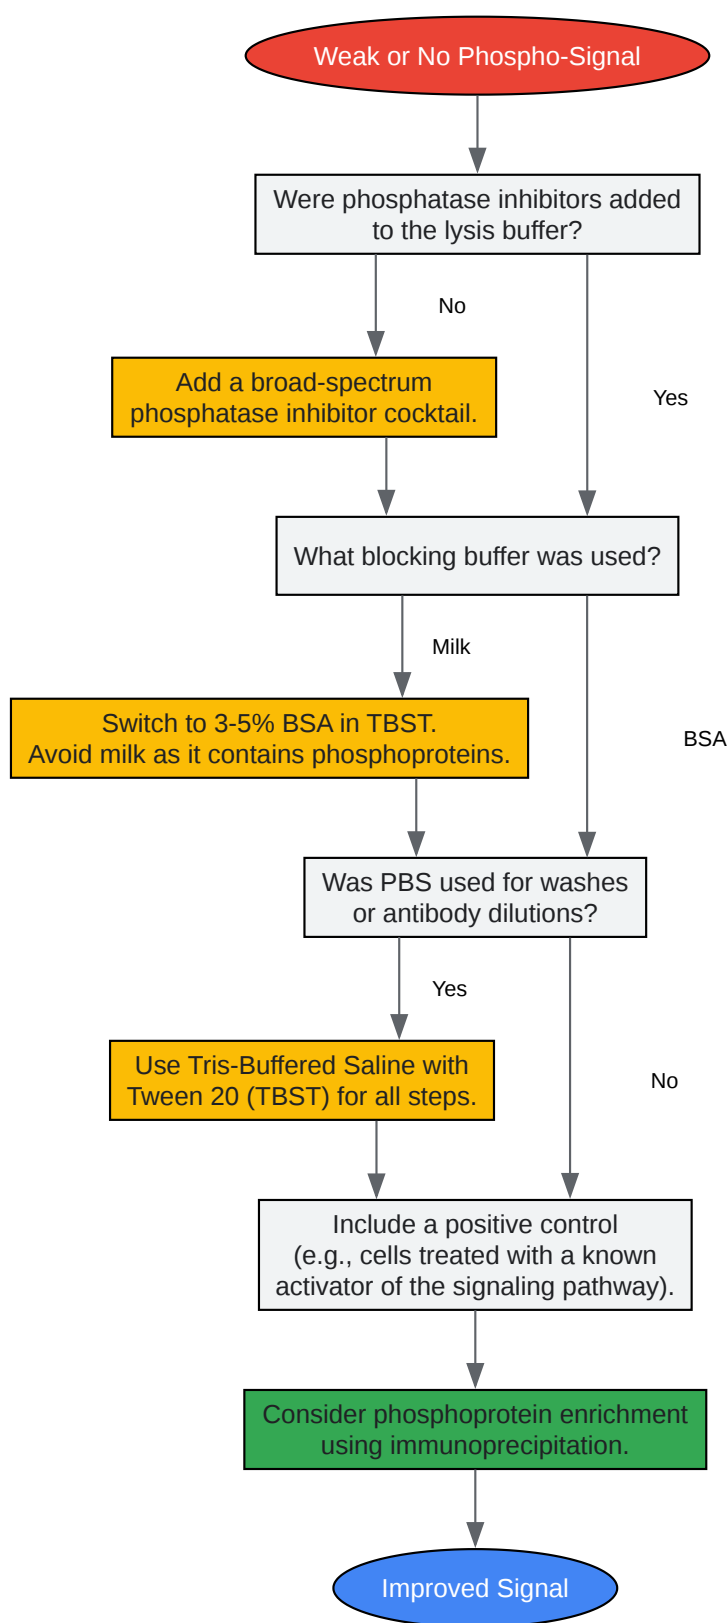 Weak or No Phospho-Signal
Were phosphatase inhibitors added
to the lysis buffer?
No
Add a broad-spectrum
phosphatase inhibitor cocktail.
Yes
What blocking buffer was used?
Milk
Switch to 3-5% BSA in TBST.
Avoid milk as it contains phosphoproteins.
BSA
Was PBS used for washes
or antibody dilutions?
Yes
Use Tris-Buffered Saline with
Tween 20 (TBST) for all steps.
No
Include a positive control
(e.g., cells treated with a known
activator of the signaling pathway).
Consider phosphoprotein enrichment
using immunoprecipitation.
Improved Signal